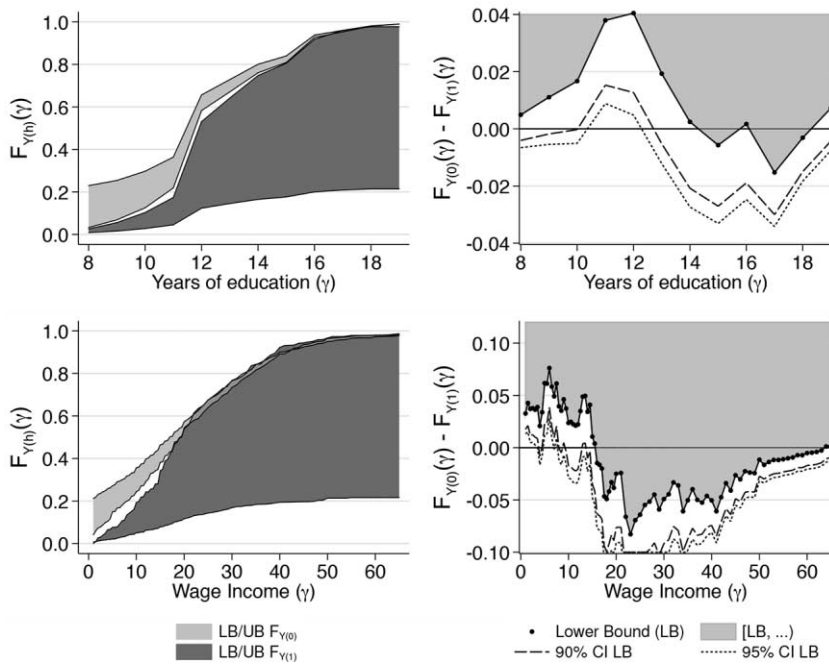 1.0
0.8
0.6
0.4
0.2
0.0
F_Y(h)(γ)
8 10 12 14 16 18
Years of education (γ)
0.04
0.02
0.00
-0.02
-0.04
F_Y(0)(γ) - F_Y(1)(γ)
8 10 12 14 16 18
Years of education (γ)
1.0
0.8
0.6
0.4
0.2
0.0
F_Y(h)(γ)
0 10 20 30 40 50 60
Wage Income (γ)
0.10
0.05
0.00
-0.05
-0.10
F_Y(0)(γ) - F_Y(1)(γ)
0 10 20 30 40 50 60
Wage Income (γ)
LB/UB F_Y(0)
LB/UB F_Y(1)
Lower Bound (LB) [LB, ...)
90% CI LB 95% CI LB